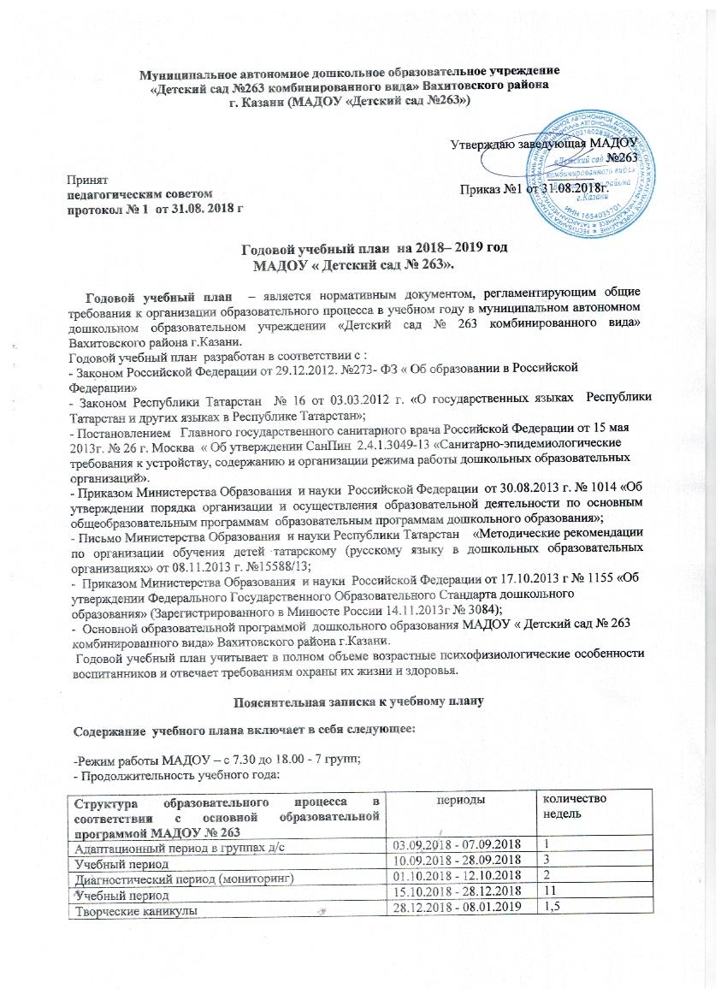 Муниципальное автономное дошкольное образовательное учреждение
«Детский сад №263 комбинированного вида» Вахитовского района
г. Казани (МАДОУ «Детский сад №263»)
Утверждаю заведующая МАДОУ
№263
Принят
педагогическим советом
протокол № 1 от 31.08. 2018 г
Приказ №1 от 31.08.2018г.
«Детский сад
комбинированного вида»
района
г.Казани
ИНН 1654035701
Годовой учебный план на 2018– 2019 год
МАДОУ « Детский сад № 263».
Годовой учебный план – является нормативным документом, регламентирующим общие
требования к организации образовательного процесса в учебном году в муниципальном автономном
дошкольном образовательном учреждении «Детский сад № 263 комбинированного вида»
Вахитовского района г.Казани.
Годовой учебный план разработан в соответствии с :
- Законом Российской Федерации от 29.12.2012. №273- ФЗ « Об образовании в Российской
Федерации»
- Законом Республики Татарстан № 16 от 03.03.2012 г. «О государственных языках Республики
Татарстан и других языках в Республике Татарстан»;
- Постановлением Главного государственного санитарного врача Российской Федерации от 15 мая
2013г. № 26 г. Москва « Об утверждении СанПин 2.4.1.3049-13 «Санитарно-эпидемиологические
требования к устройству, содержанию и организации режима работы дошкольных образовательных
организаций».
- Приказом Министерства Образования и науки Российской Федерации от 30.08.2013 г. № 1014 «Об
утверждении порядка организации и осуществления образовательной деятельности по основным
общеобразовательным программам образовательным программам дошкольного образования»;
- Письмо Министерства Образования и науки Республики Татарстан «Методические рекомендации
по организации обучения детей татарскому (русскому языку в дошкольных образовательных
организациях» от 08.11.2013 г. №15588/13;
- Приказом Министерства Образования и науки Российской Федерации от 17.10.2013 г № 1155 «Об
утверждении Федерального Государственного Образовательного Стандарта дошкольного
образования» (Зарегистрированного в Минюсте России 14.11.2013г № 3084);
- Основной образовательной программой дошкольного образования МАДОУ « Детский сад № 263
комбинированного вида» Вахитовского района г.Казани.
Годовой учебный план учитывает в полном объеме возрастные психофизиологические особенности
воспитанников и отвечает требованиям охраны их жизни и здоровья.
Пояснительная записка к учебному плану
Содержание учебного плана включает в себя следующее:
-Режим работы МАДОУ – с 7.30 до 18.00 - 7 групп;
- Продолжительность учебного года:
Структура образовательного процесса в
соответствии с основной образовательной
программой МАДОУ № 263
периоды
количество
недель
Адаптационный период в группах д/с 03.09.2018 - 07.09.2018 1
Учебный период 10.09.2018 - 28.09.2018 3
Диагностический период (мониторинг) 01.10.2018 - 12.10.2018 2
Учебный период 15.10.2018 - 28.12.2018 11
Творческие каникулы 28.12.2018 - 08.01.2019 1,5